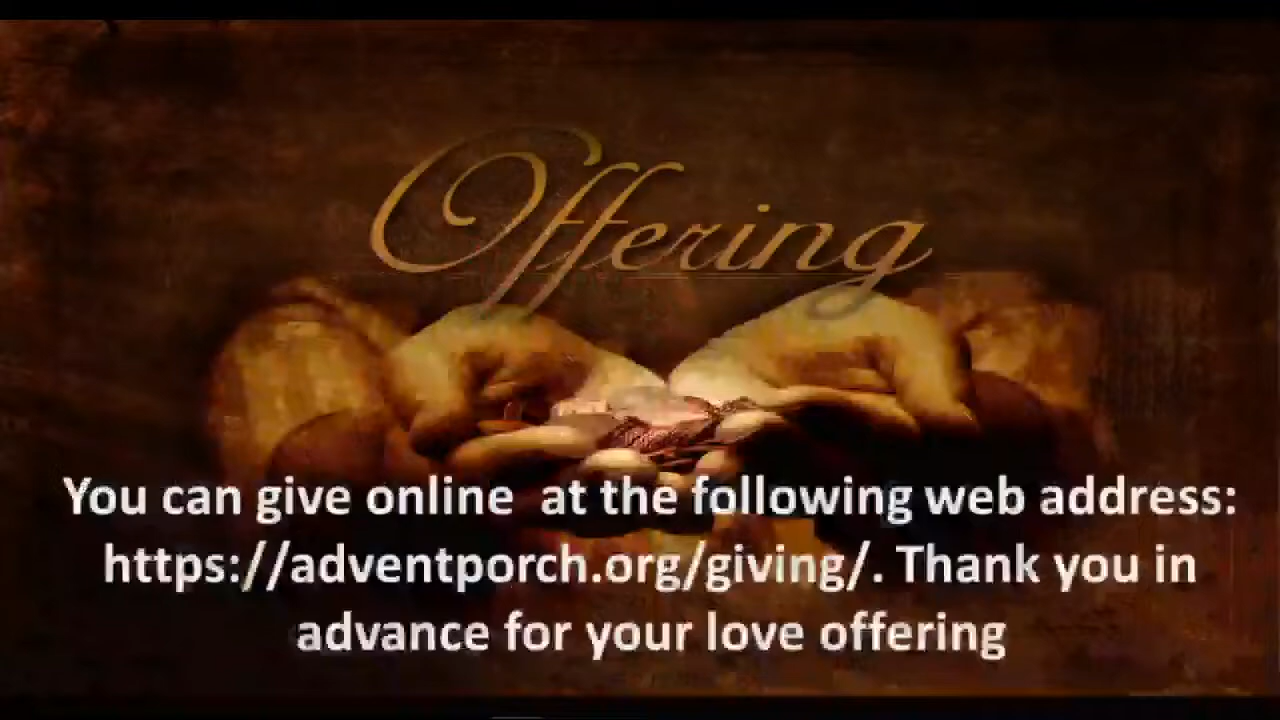 Offering
You can give online  at the following web address:
https://adventporch.org/giving/. Thank you in
advance for your love offering